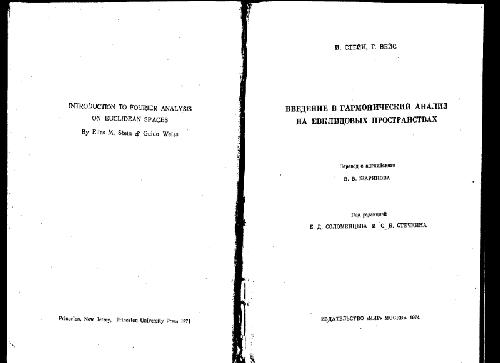 INTRODUCTION TO FOURIER ANALYSIS
ON EUCLIDEAN SPACES
By Elias M. Stein & Guido Weiss
Princeton, New Jersey, Princeton University Press 1971
И. СТЕЙН, Г. ВЕЙС
ВВЕДЕНИЕ В ГАРМОНИЧЕСКИЙ АНАЛИЗ
НА ЕВКЛИДОВЫХ ПРОСТРАНСТВАХ
Перевод с английского
В. В. ЖАРИНОВА
Под редакцией
Е. Д. СОЛОМЕНЦЕВА И С. Б. СТЕЧКИНА
ИЗДАТЕЛЬСТВО «МИР» МОСКВА 1974